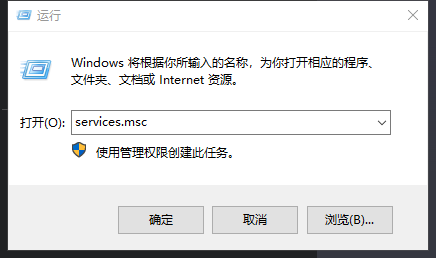 运行
Windows 将根据你所输入的名称，为你打开相应的程序、
文件夹、文档或 Internet 资源。
打开(O): services.msc
使用管理权限创建此任务。
确定 取消 浏览(B)...